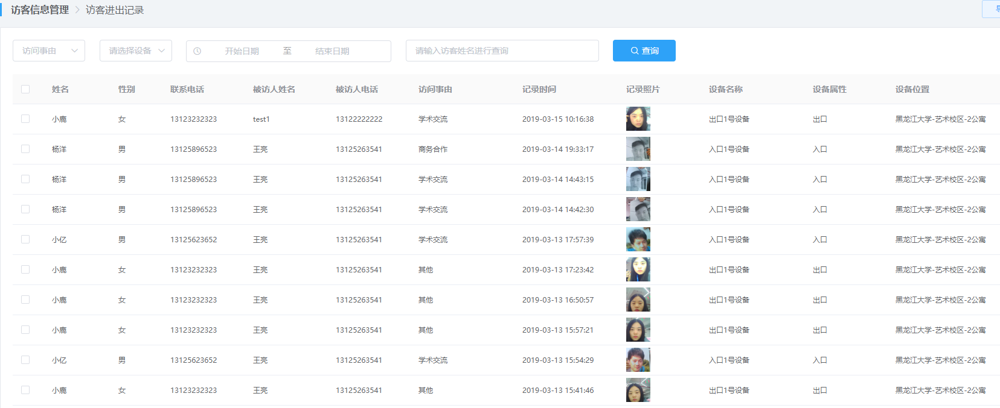 访客信息管理 > 访客进出记录
访问事由 请选择设备 开始日期 至 结束日期 请输入访客姓名进行查询 查询
姓名 性别 联系电话 被访人姓名 被访人电话 访问事由 记录时间 记录照片 设备名称 设备属性 设备位置
小鹿 女 13123232323 test1 13122222222 学术交流 2019-03-15 10:16:38 出口1号设备 出口 黑龙江大学-艺术校区-2公寓
杨洋 男 13125896523 王亮 13125263541 商务合作 2019-03-14 19:33:17 入口1号设备 入口 黑龙江大学-艺术校区-2公寓
杨洋 男 13125896523 王亮 13125263541 学术交流 2019-03-14 14:43:15 入口1号设备 入口 黑龙江大学-艺术校区-2公寓
杨洋 男 13125896523 王亮 13125263541 学术交流 2019-03-14 14:42:30 入口1号设备 入口 黑龙江大学-艺术校区-2公寓
小亿 男 13125623652 王亮 13125263541 学术交流 2019-03-13 17:57:39 入口1号设备 入口 黑龙江大学-艺术校区-2公寓
小鹿 女 13123232323 王亮 13125263541 其他 2019-03-13 17:23:42 出口1号设备 出口 黑龙江大学-艺术校区-2公寓
小鹿 女 13123232323 王亮 13125263541 其他 2019-03-13 16:50:57 出口1号设备 出口 黑龙江大学-艺术校区-2公寓
小鹿 女 13123232323 王亮 13125263541 其他 2019-03-13 15:57:21 出口1号设备 出口 黑龙江大学-艺术校区-2公寓
小亿 男 13125623652 王亮 13125263541 学术交流 2019-03-13 15:54:29 入口1号设备 入口 黑龙江大学-艺术校区-2公寓
小鹿 女 13123232323 王亮 13125263541 其他 2019-03-13 15:41:46 出口1号设备 出口 黑龙江大学-艺术校区-2公寓